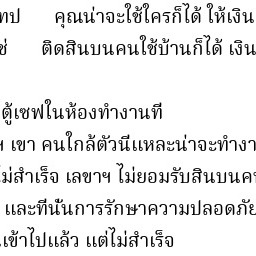 ทป คุณน่าจะใช้ใครก็ได้ ให้เงิน
ช่ ติดสินบนคนใช้บ้านก็ได้ เงิน
ตู้เซฟในห้องทำงานที่
ฯ เขา คนใกล้ตัวนี่แหละน่าจะทำงา
ม่สำเร็จ เลขาฯ ไม่ยอมรับสินบนค
และที่นั่นการรักษาความปลอดภัย
เข้าไปแล้ว แต่ไม่สำเร็จ